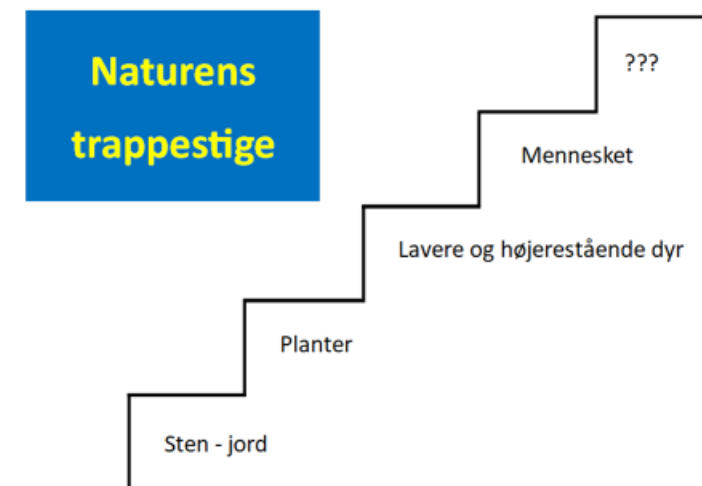 Naturens
trappestige
???
Mennesket
Lavere og højerestående dyr
Planter
Sten - jord